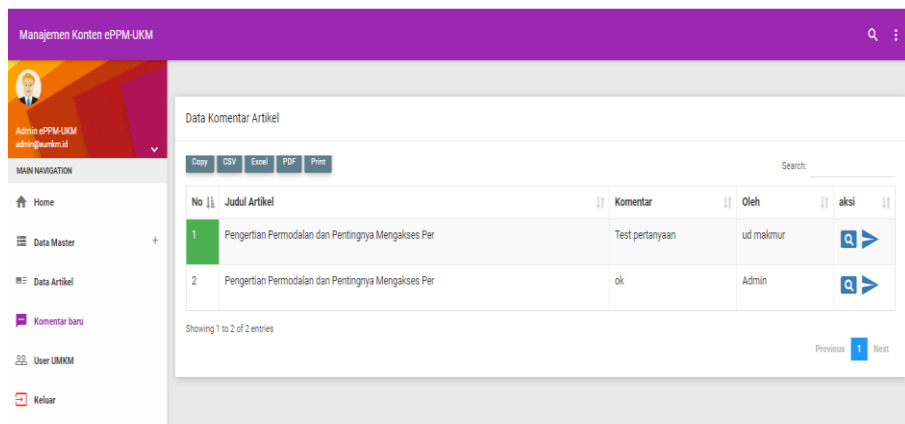 Manajemen Konten ePPM-UKM
Admin ePPM-UKM
admin@eumkm.id
MAIN NAVIGATION
Home
Data Master +
Data Artikel
Komentar baru
User UMKM
Keluar
Data Komentar Artikel
Copy CSV Excel PDF Print
Search:
No Judul Artikel Komentar Oleh aksi
1 Pengertian Permodalan dan Pentingnya Mengakses Per Test pertanyaan ud makmur
2 Pengertian Permodalan dan Pentingnya Mengakses Per ok Admin
Showing 1 to 2 of 2 entries
Previous 1 Next